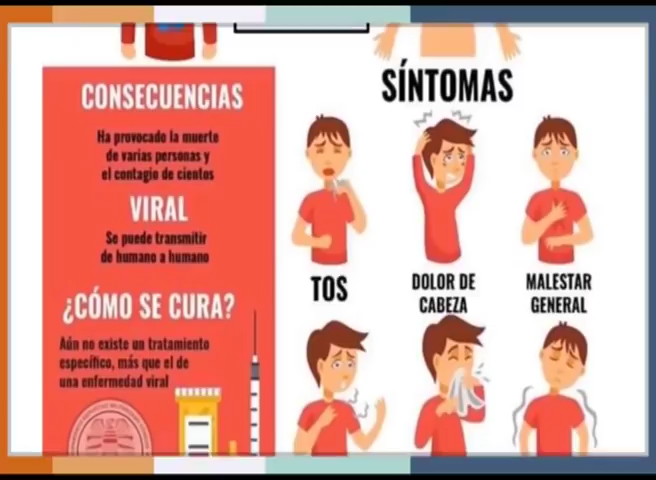 CONSECUENCIAS
Ha provocado la muerte
de varias personas y
el contagio de cientos
VIRAL
Se puede transmitir
de humano a humano
¿CÓMO SE CURA?
Aún no existe un tratamiento
específico, más que el de
una enfermedad viral
SÍNTOMAS
TOS
DOLOR DE
CABEZA
MALESTAR
GENERAL